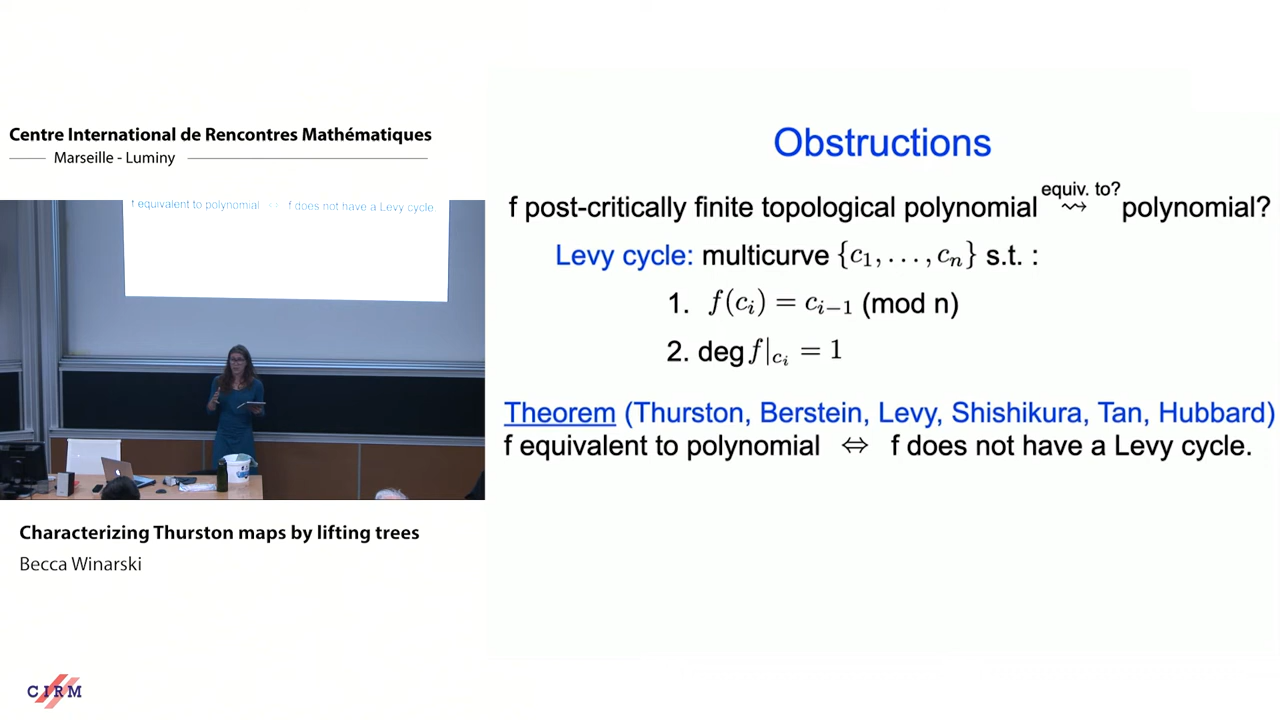 Centre International de Rencontres Mathématiques
Marseille - Luminy
f equivalent to polynomial ⇔ f does not have a Levy cycle.
Characterizing Thurston maps by lifting trees
Becca Winarski
CIRM
Obstructions
equiv. to?
f post-critically finite topological polynomial ⇝ polynomial?
Levy cycle: multicurve {c₁, . . . , cₙ} s.t. :
1. f(cᵢ) = cᵢ₋₁ (mod n)
2. deg f|_{cᵢ} = 1
Theorem (Thurston, Berstein, Levy, Shishikura, Tan, Hubbard)
f equivalent to polynomial ⇔ f does not have a Levy cycle.